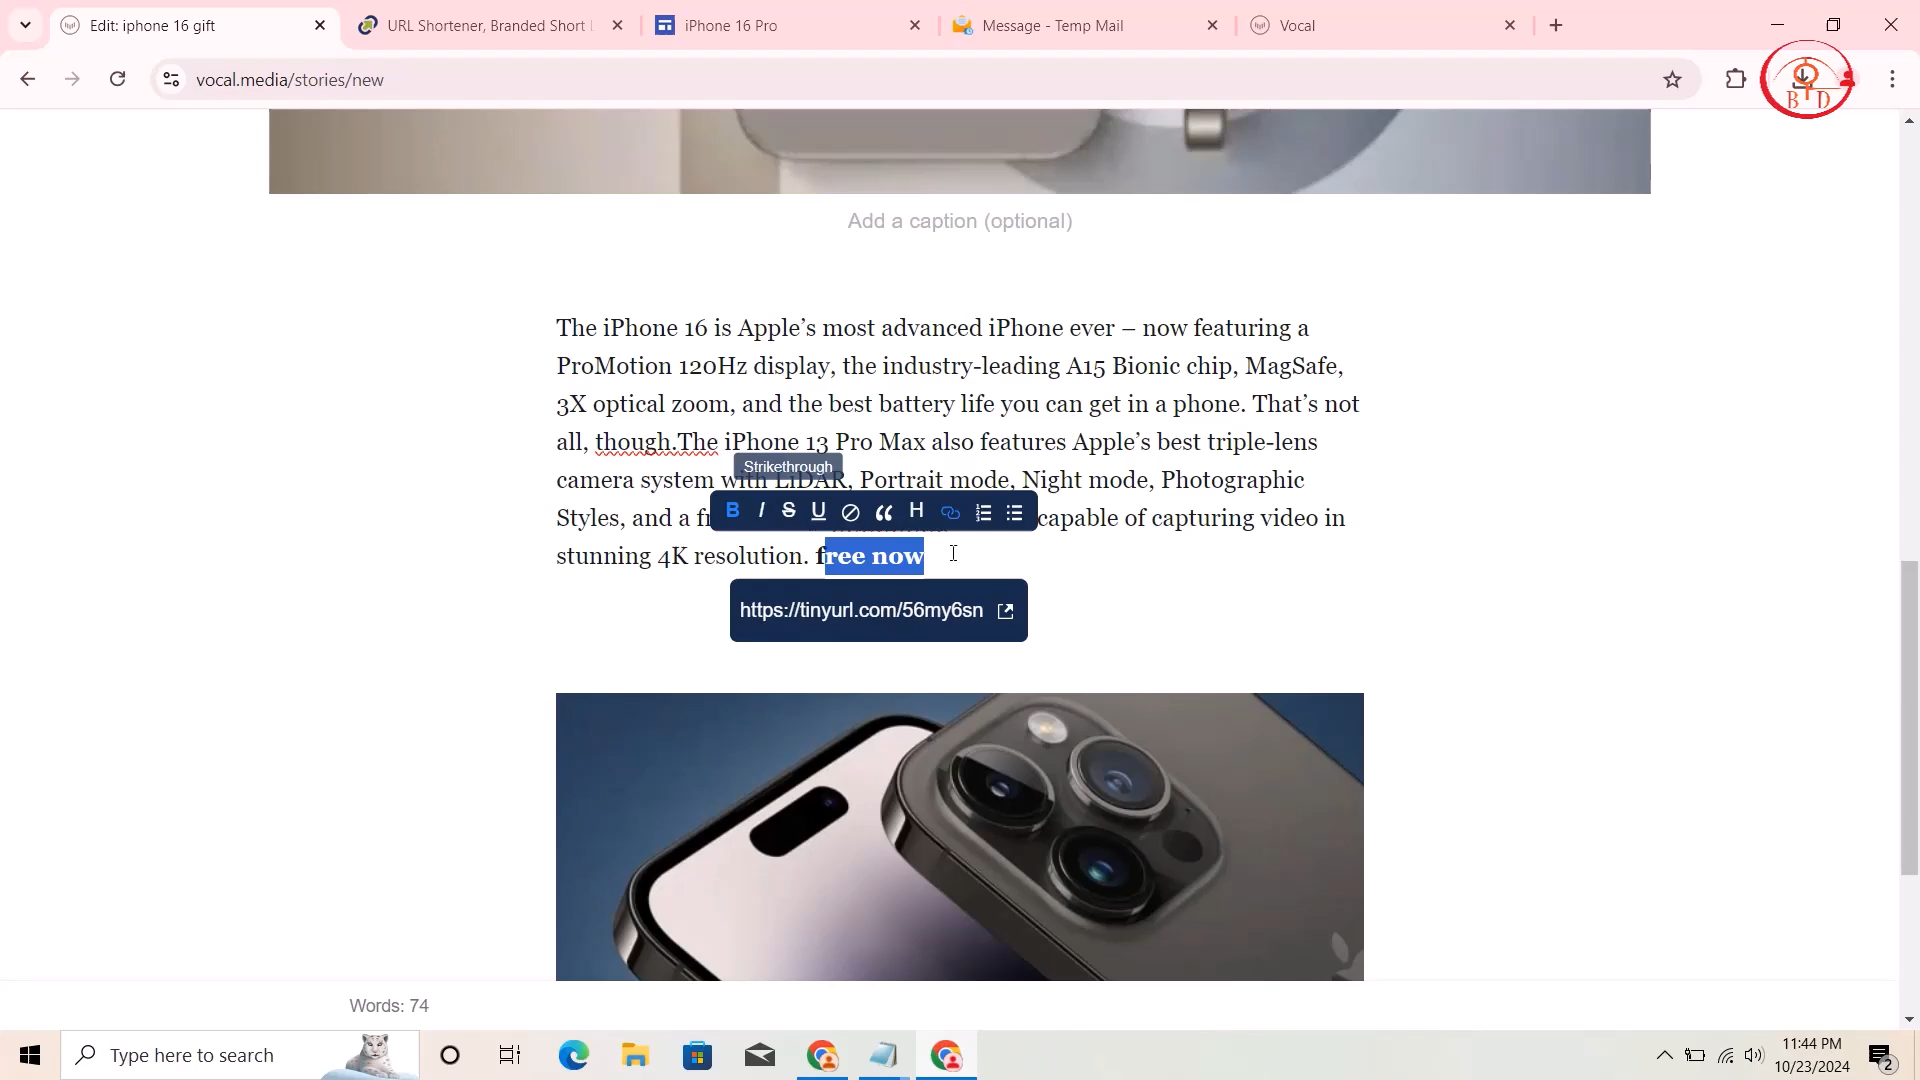 Edit: iphone 16 gift
URL Shortener, Branded Short
iPhone 16 Pro
Message - Temp Mail
Vocal
vocal.media/stories/new
B D
Add a caption (optional)
The iPhone 16 is Apple’s most advanced iPhone ever – now featuring a
ProMotion 120Hz display, the industry-leading A15 Bionic chip, MagSafe,
3X optical zoom, and the best battery life you can get in a phone. That’s not
all, though.The iPhone 13 Pro Max also features Apple’s best triple-lens
Strikethrough
camera system with LiDAR, Portrait mode, Night mode, Photographic
B I S U H
Styles, and a capable of capturing video in
stunning 4K resolution. free now
https://tinyurl.com/56my6sn
Words: 74
Type here to search
11:44 PM
10/23/2024
2